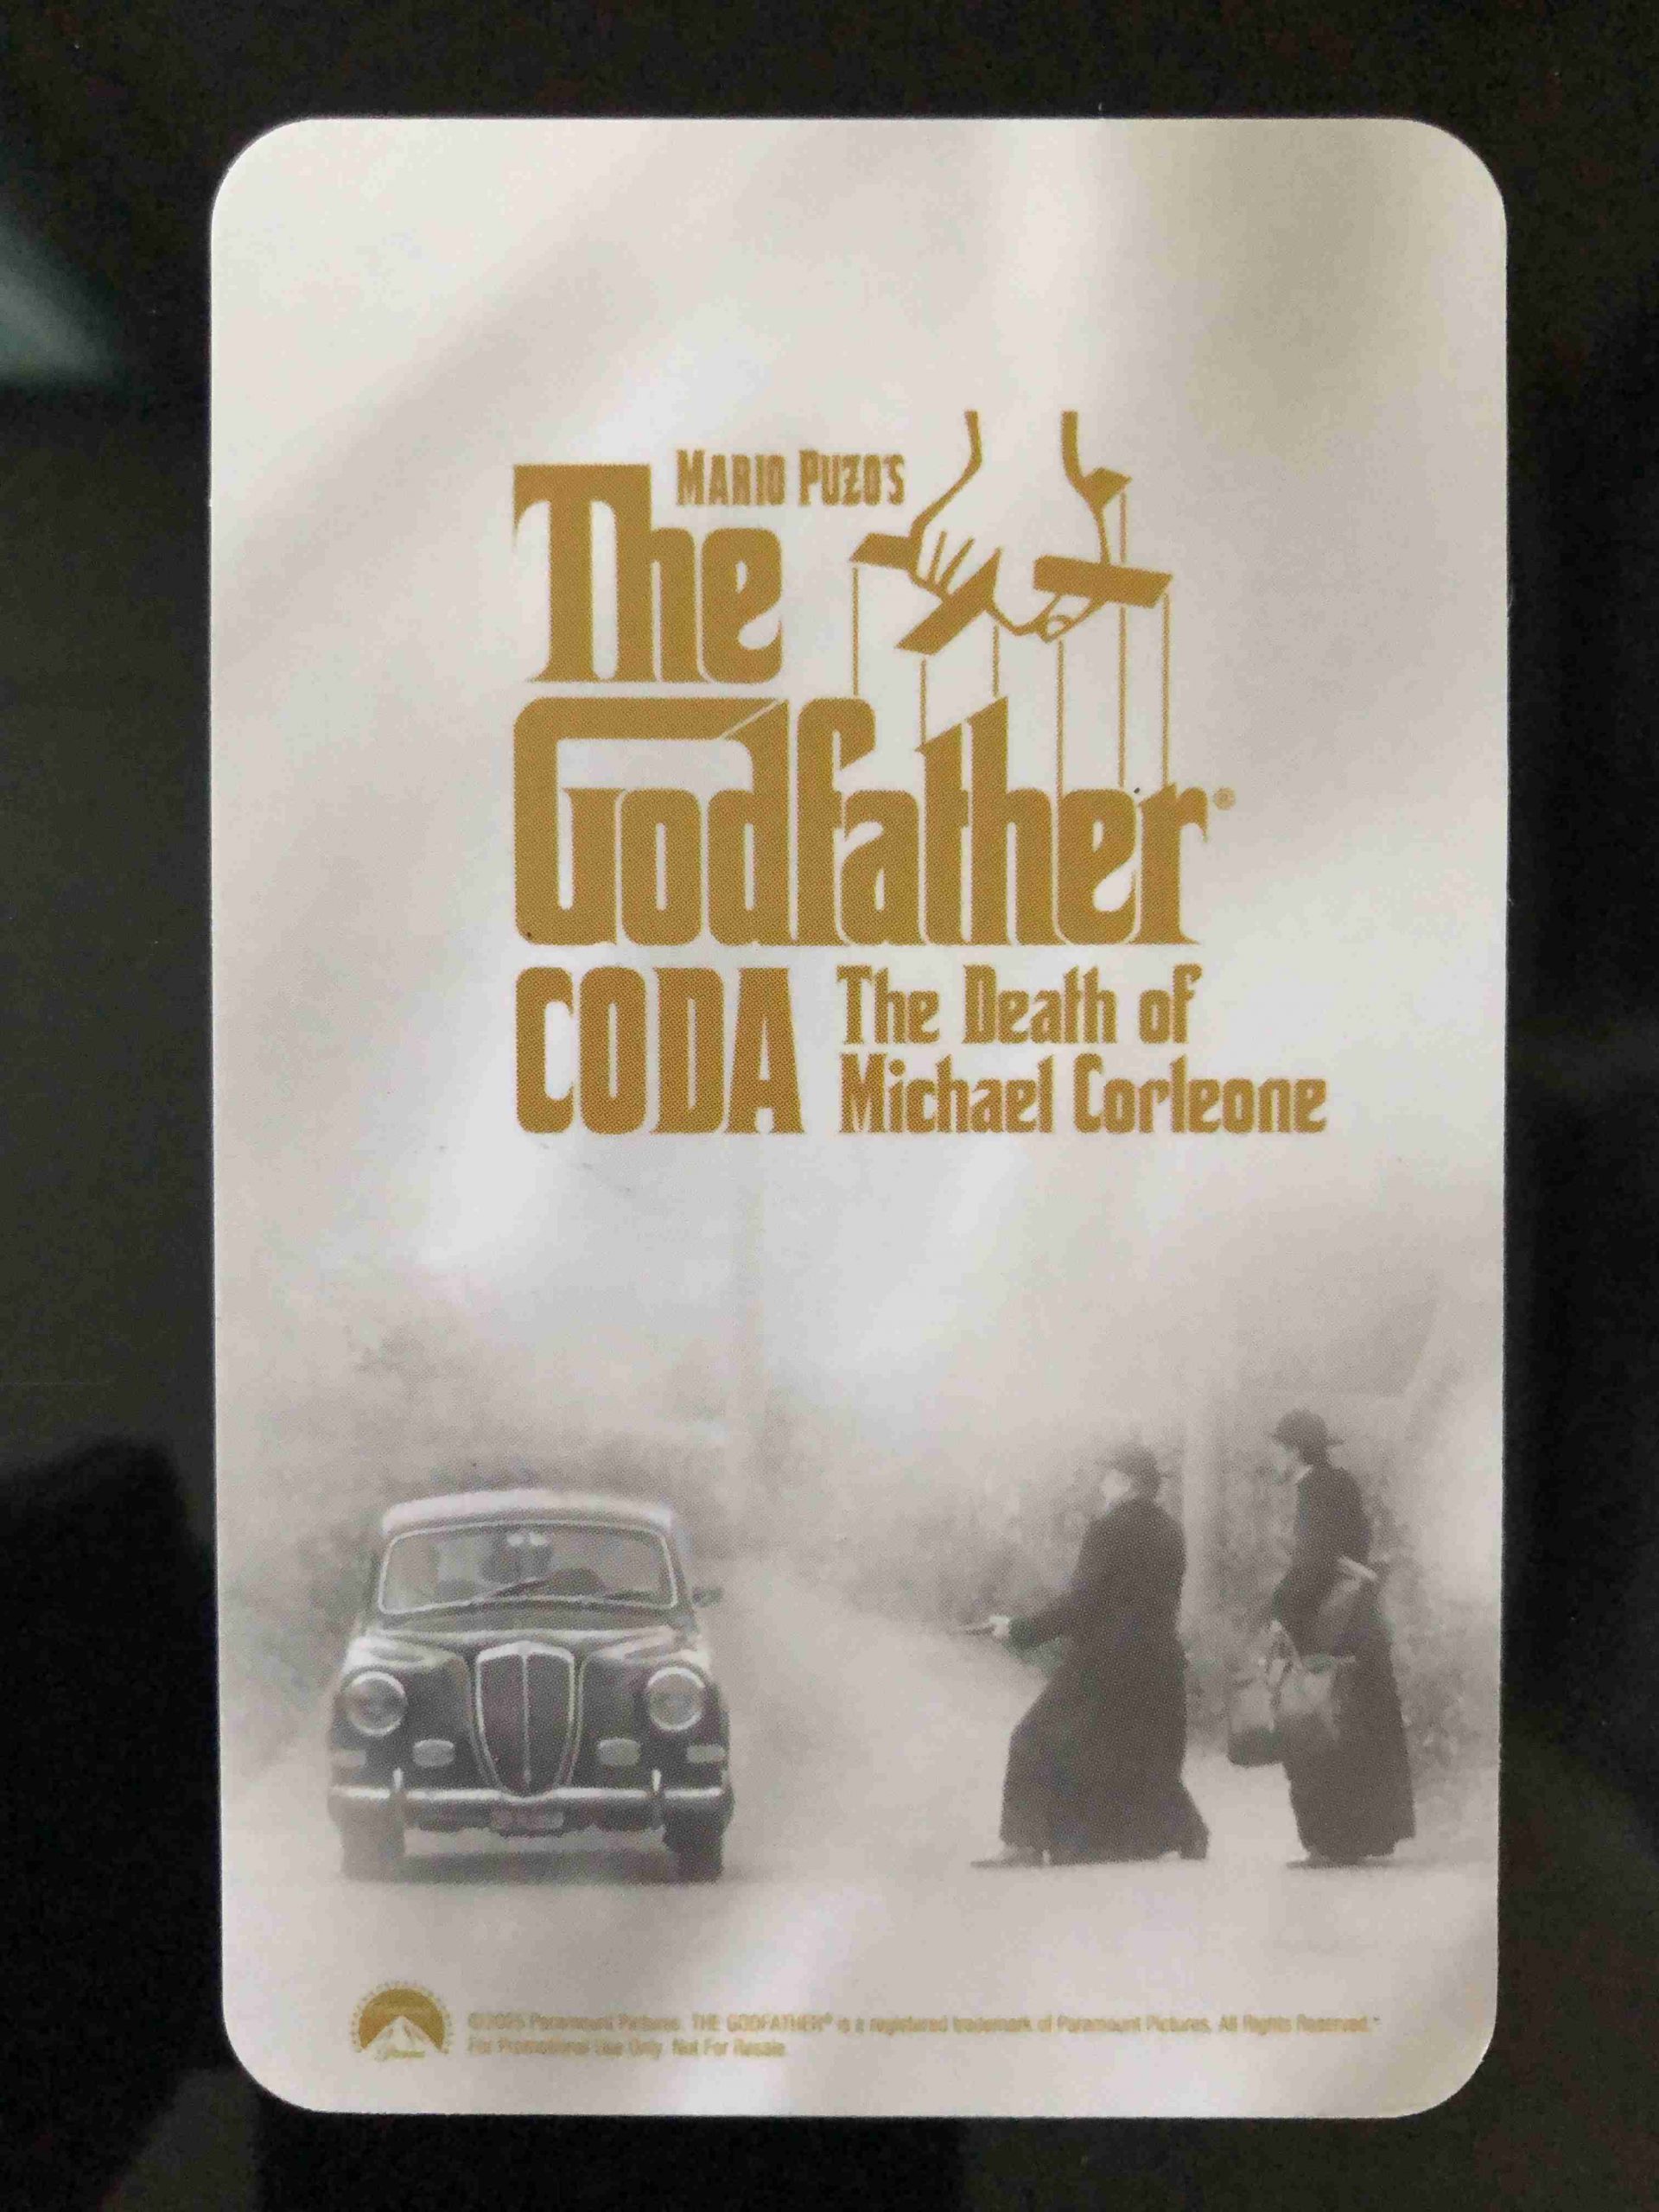 MARIO PUZO'S
The
Godfather®
CODA The Death of
Michael Corleone
©2025 Paramount Pictures. THE GODFATHER® is a registered trademark of Paramount Pictures. All Rights Reserved.
For Promotional Use Only. Not For Resale.
Paramount